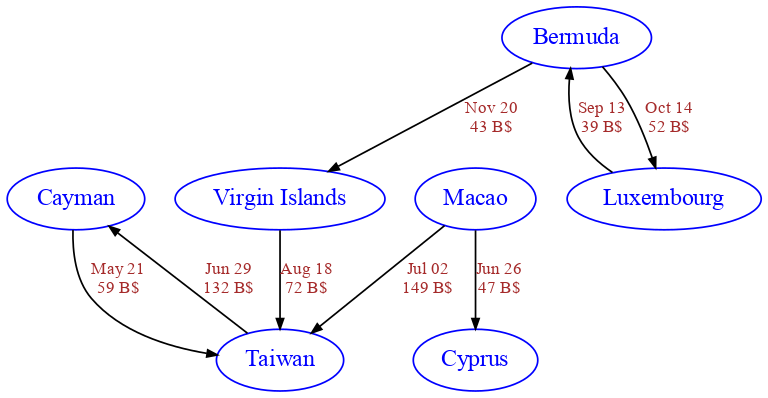 Bermuda
Nov 20
43 B$
Sep 13
39 B$
Oct 14
52 B$
Cayman
Virgin Islands
Macao
Luxembourg
May 21
59 B$
Jun 29
132 B$
Aug 18
72 B$
Jul 02
149 B$
Jun 26
47 B$
Taiwan
Cyprus